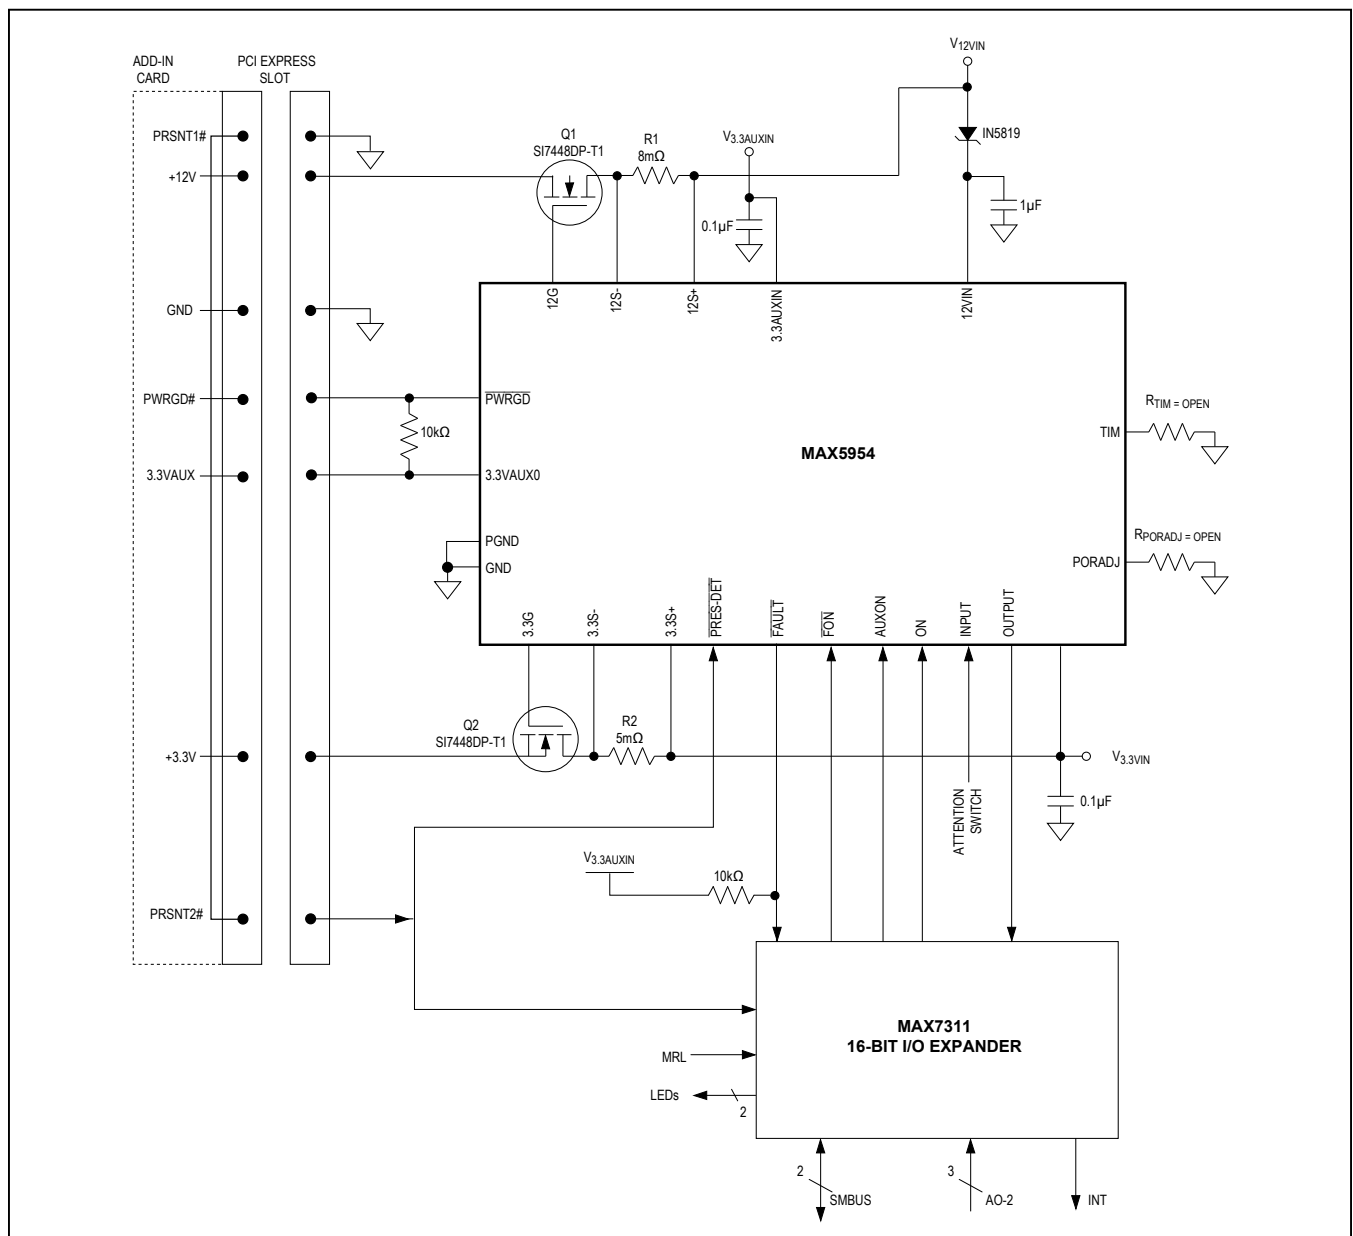 V12VIN
ADD-IN
CARD
PCI EXPRESS
SLOT
IN5819
Q1
SI7448DP-T1
R1
8mΩ
V3.3AUXIN
PRSNT1#
+12V
0.1µF
1µF
12G
12S-
12S+
3.3AUXIN
12VIN
GND
PWRGD#
PWRGD
10kΩ
3.3VAUX
3.3VAUX0
MAX5954
TIM
RTIM = OPEN
PGND
GND
PORADJ
RPORADJ = OPEN
3.3G
3.3S-
3.3S+
PRES-DET
FAULT
FON
AUXON
ON
INPUT
OUTPUT
Q2
SI7448DP-T1
R2
5mΩ
+3.3V
V3.3VIN
0.1µF
ATTENTION
SWITCH
V3.3AUXIN
10kΩ
PRSNT2#
MAX7311
16-BIT I/O EXPANDER
MRL
LEDs
2
2
SMBUS
3
AO-2
INT